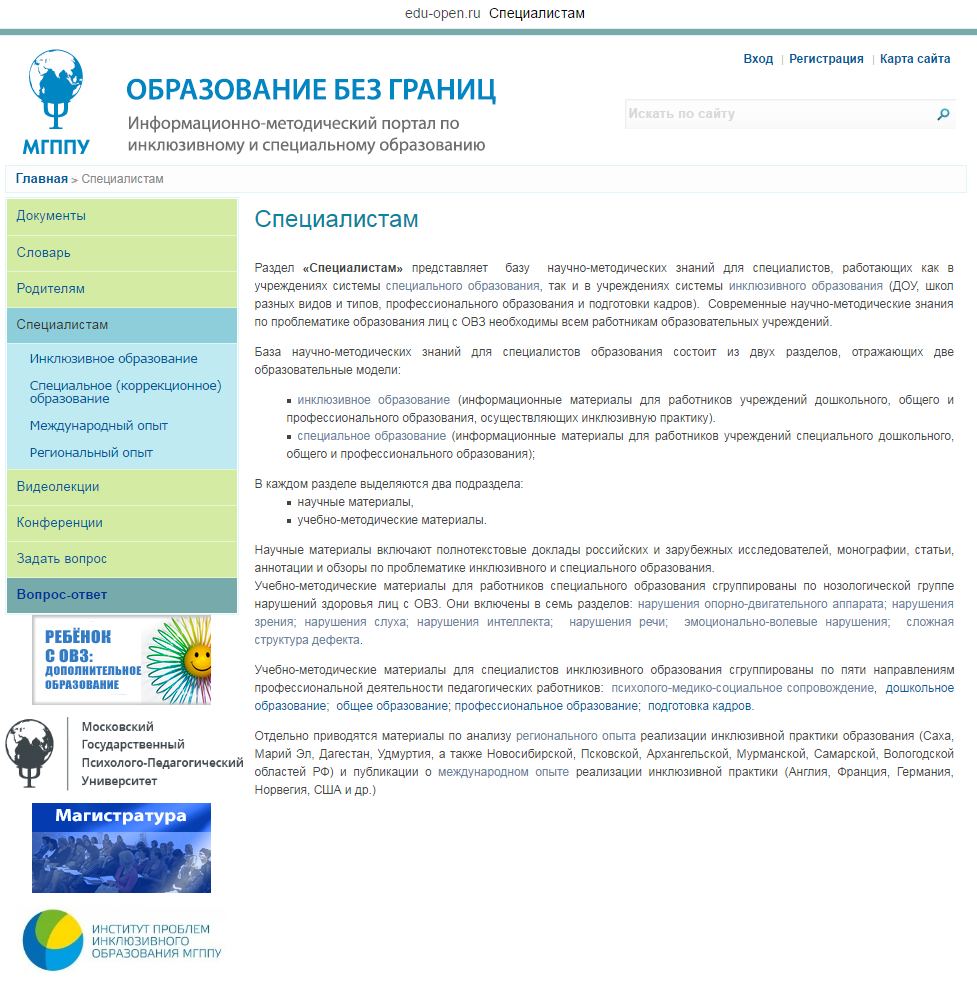 edu-open.ru Специалистам
Вход | Регистрация | Карта сайта
ОБРАЗОВАНИЕ БЕЗ ГРАНИЦ
Искать по сайту
Информационно-методический портал по
инклюзивному и специальному образованию
МГППУ
Главная > Специалистам
Документы
Словарь
Родителям
Специалистам
Инклюзивное образование
Специальное (коррекционное)
образование
Международный опыт
Региональный опыт
Видеолекции
Конференции
Задать вопрос
Вопрос-ответ
РЕБЁНОК
С ОВЗ:
ДОПОЛНИТЕЛЬНОЕ
ОБРАЗОВАНИЕ
Московский
Государственный
Психолого-Педагогический
Университет
Магистратура
ИНСТИТУТ ПРОБЛЕМ
ИНКЛЮЗИВНОГО
ОБРАЗОВАНИЯ МГППУ
Специалистам
Раздел «Специалистам» представляет базу научно-методических знаний для специалистов, работающих как в
учреждениях системы специального образования, так и в учреждениях системы инклюзивного образования (ДОУ, школ
разных видов и типов, профессионального образования и подготовки кадров). Современные научно-методические знания
по проблематике образования лиц с ОВЗ необходимы всем работникам образовательных учреждений.
База научно-методических знаний для специалистов образования состоит из двух разделов, отражающих две
образовательные модели:
▪ инклюзивное образование (информационные материалы для работников учреждений дошкольного, общего и
профессионального образования, осуществляющих инклюзивную практику).
▪ специальное образование (информационные материалы для работников учреждений специального дошкольного,
общего и профессионального образования);
В каждом разделе выделяются два подраздела:
▪ научные материалы,
▪ учебно-методические материалы.
Научные материалы включают полнотекстовые доклады российских и зарубежных исследователей, монографии, статьи,
аннотации и обзоры по проблематике инклюзивного и специального образования.
Учебно-методические материалы для работников специального образования сгруппированы по нозологической группе
нарушений здоровья лиц с ОВЗ. Они включены в семь разделов: нарушения опорно-двигательного аппарата; нарушения
зрения; нарушения слуха; нарушения интеллекта; нарушения речи; эмоционально-волевые нарушения; сложная
структура дефекта.
Учебно-методические материалы для специалистов инклюзивного образования сгруппированы по пяти направлениям
профессиональной деятельности педагогических работников: психолого-медико-социальное сопровождение, дошкольное
образование; общее образование; профессиональное образование; подготовка кадров.
Отдельно приводятся материалы по анализу регионального опыта реализации инклюзивной практики образования (Саха,
Марий Эл, Дагестан, Удмуртия, а также Новосибирской, Псковской, Архангельской, Мурманской, Самарской, Вологодской
областей РФ) и публикации о международном опыте реализации инклюзивной практики (Англия, Франция, Германия,
Норвегия, США и др.)